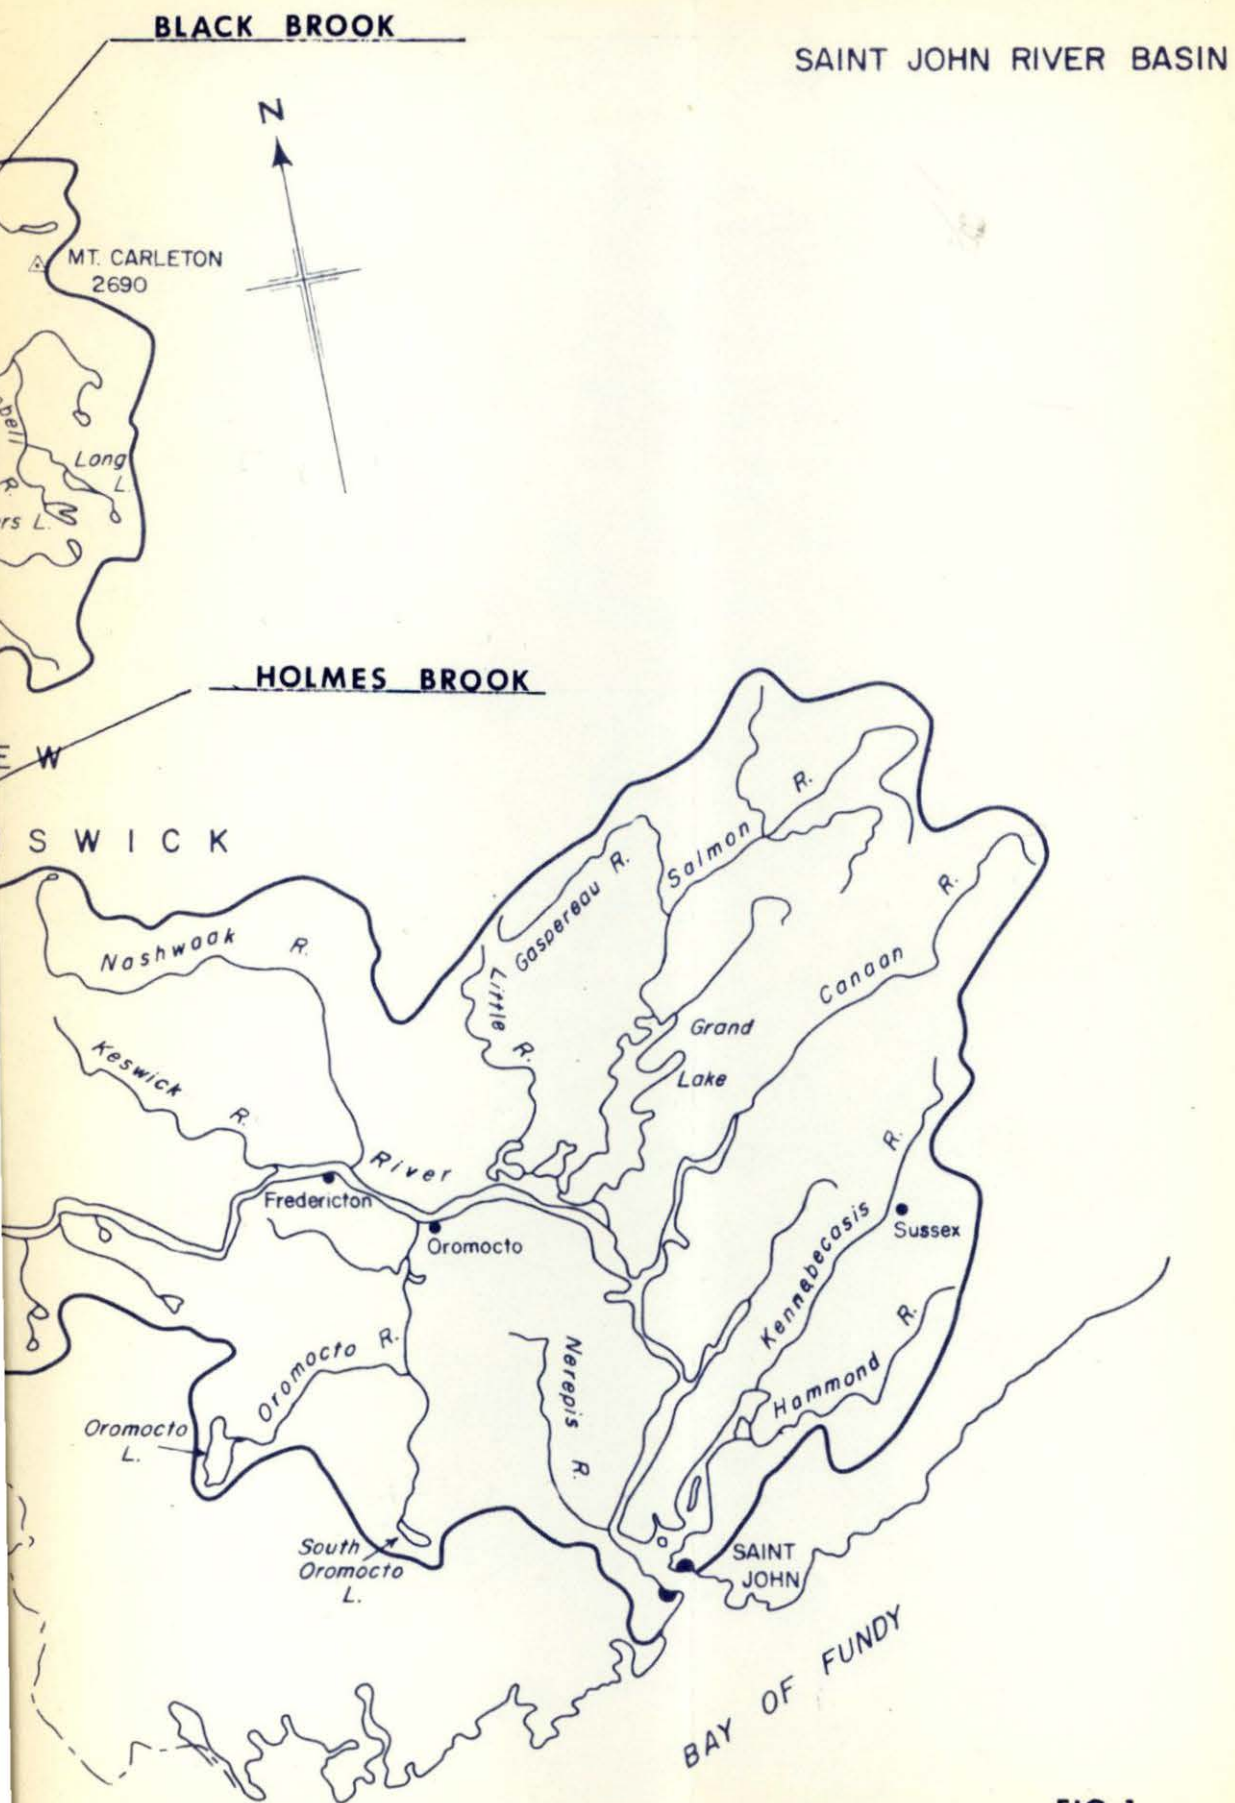 BLACK BROOK
SAINT JOHN RIVER BASIN
N
MT. CARLETON
2690
Long
L.
R.
L.
HOLMES BROOK
E W
S W I C K
Salmon R.
Gaspereau R.
Nashwaak R.
Canaan R.
Little R.
Grand
Lake
Keswick R.
River
Fredericton
Oromocto
Kennebecasis R.
Sussex
Oromocto R.
Nerepis R.
Hammond R.
Oromocto
L.
South
Oromocto
L.
SAINT
JOHN
BAY OF FUNDY